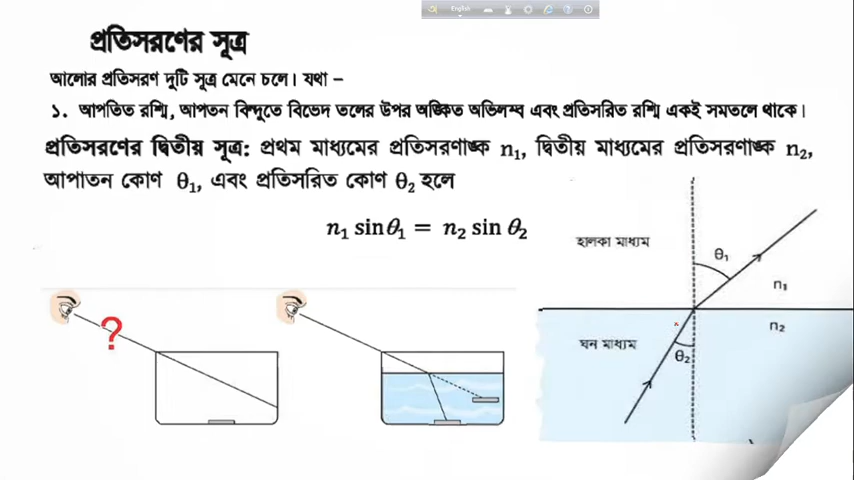 English
প্রতিসরণের সূত্র
আলোর প্রতিসরণ দুটি সূত্র মেনে চলে। যথা –
১. আপতিত রশ্মি, আপতন বিন্দুতে বিভেদ তলের উপর অঙ্কিত অভিলম্ব এবং প্রতিসরিত রশ্মি একই সমতলে থাকে।
প্রতিসরণের দ্বিতীয় সূত্র: প্রথম মাধ্যমের প্রতিসরণাঙ্ক n₁, দ্বিতীয় মাধ্যমের প্রতিসরণাঙ্ক n₂,
আপাতন কোণ θ₁, এবং প্রতিসরিত কোণ θ₂ হলে
n₁ sinθ₁ = n₂ sin θ₂
হালকা মাধ্যম
θ₁
n₁
n₂
ঘন মাধ্যম
θ₂
?